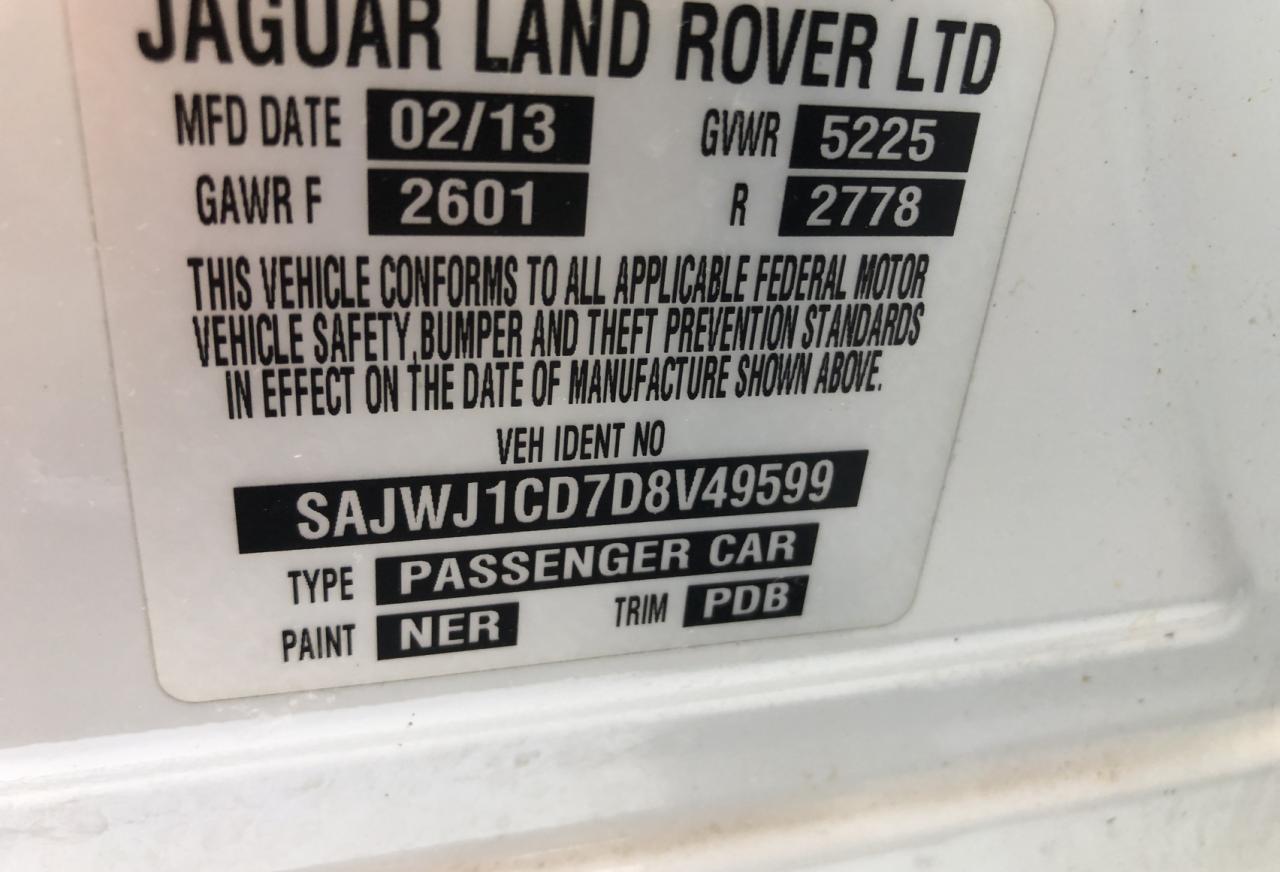 JAGUAR LAND ROVER LTD
MFD DATE 02/13 GVWR 5225
GAWR F 2601 R 2778
THIS VEHICLE CONFORMS TO ALL APPLICABLE FEDERAL MOTOR
VEHICLE SAFETY,BUMPER AND THEFT PREVENTION STANDARDS
IN EFFECT ON THE DATE OF MANUFACTURE SHOWN ABOVE.
VEH IDENT NO
SAJWJ1CD7D8V49599
TYPE PASSENGER CAR
PAINT NER TRIM PDB